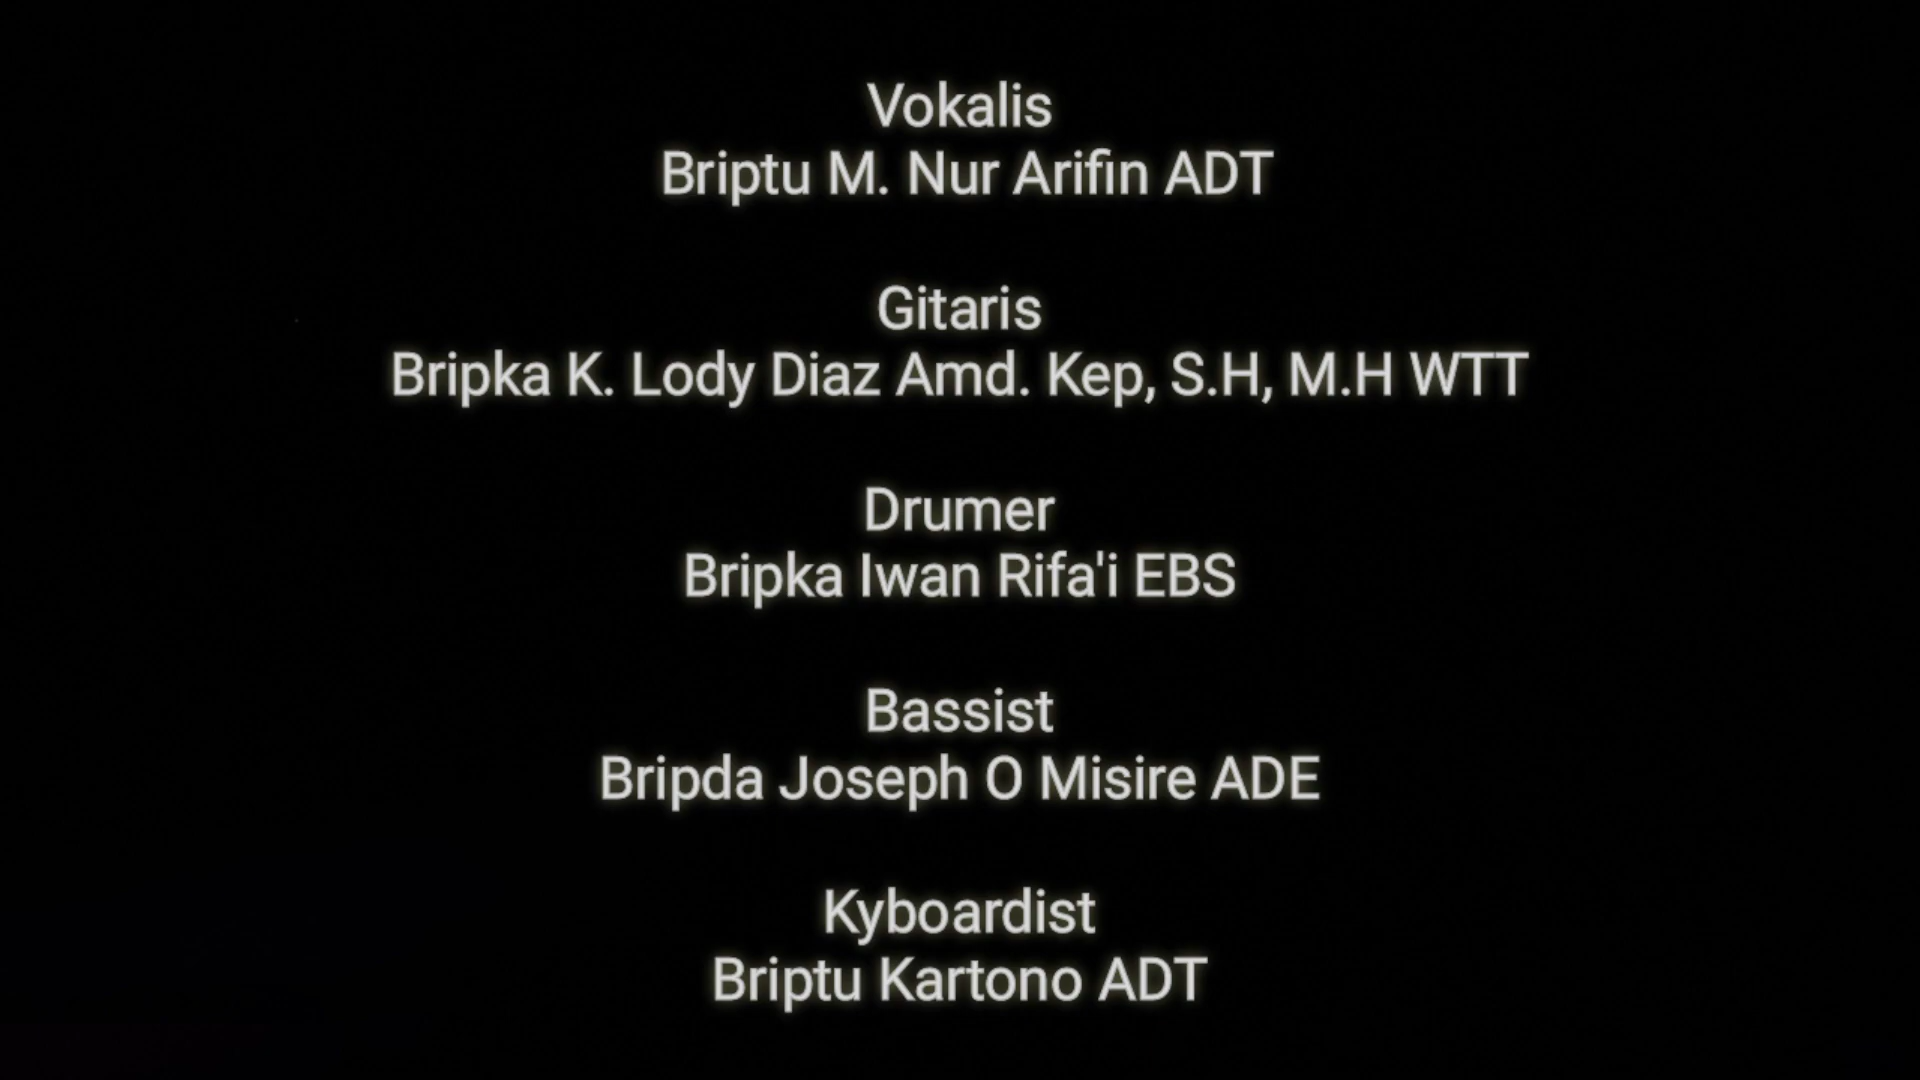 Vokalis
Briptu M. Nur Arifin ADT
Gitaris
Bripka K. Lody Diaz Amd. Kep, S.H, M.H WTT
Drumer
Bripka Iwan Rifa'i EBS
Bassist
Bripda Joseph O Misire ADE
Kyboardist
Briptu Kartono ADT